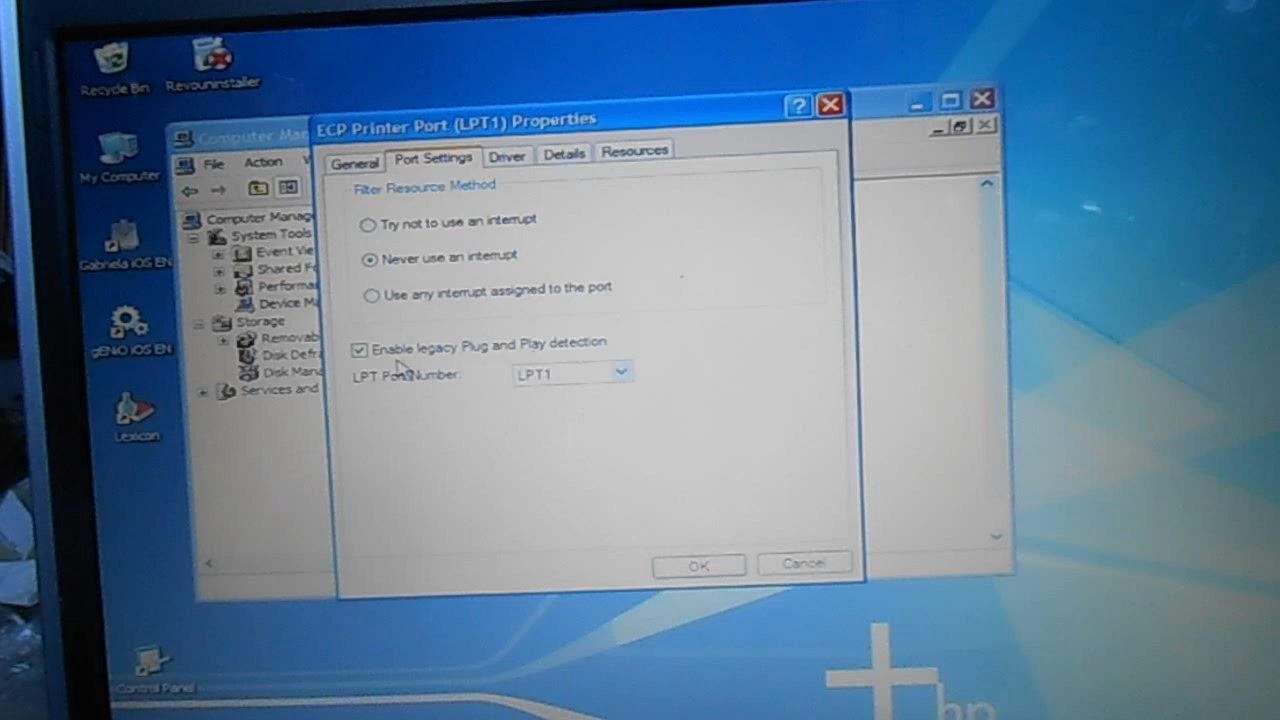 Recycle Bin
Revouninstaller
My Computer
Gabriela iOS EN
gENIO iOS EN
Lexicon
Control Panel
Computer Man
File Action
Computer Manag
System Tools
Event Vie
Shared Fo
Performa
Device M
Storage
Removab
Disk Defr
Disk Mana
Services and
ECP Printer Port (LPT1) Properties
General Port Settings Driver Details Resources
Filter Resource Method
Try not to use an interrupt
Never use an interrupt
Use any interrupt assigned to the port
Enable legacy Plug and Play detection
LPT Port Number: LPT1
OK Cancel
hp